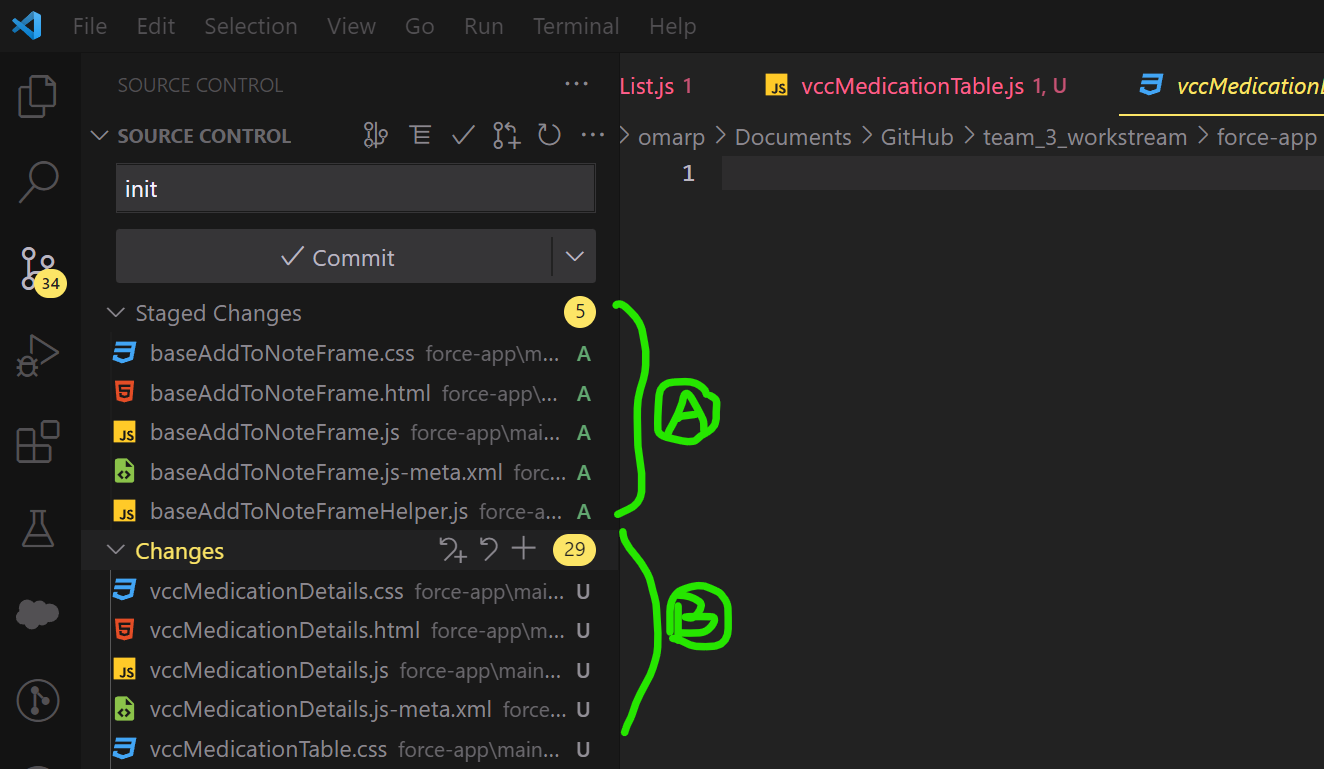 File Edit Selection View Go Run Terminal Help
SOURCE CONTROL ...
List.js 1 JS vccMedicationTable.js 1, U vccMedication
SOURCE CONTROL ...
> omarp > Documents > GitHub > team_3_workstream > force-app
1
init
Commit
34
Staged Changes 5
baseAddToNoteFrame.css force-app\m... A
5 baseAddToNoteFrame.html force-app\... A
A
JS baseAddToNoteFrame.js force-app\mai... A
baseAddToNoteFrame.js-meta.xml forc... A
JS baseAddToNoteFrameHelper.js force-a... A
Changes 29
vccMedicationDetails.css force-app\mai... U
B
5 vccMedicationDetails.html force-app\m... U
JS vccMedicationDetails.js force-app\main... U
vccMedicationDetails.js-meta.xml force... U
vccMedicationTable.css force-app\main... U